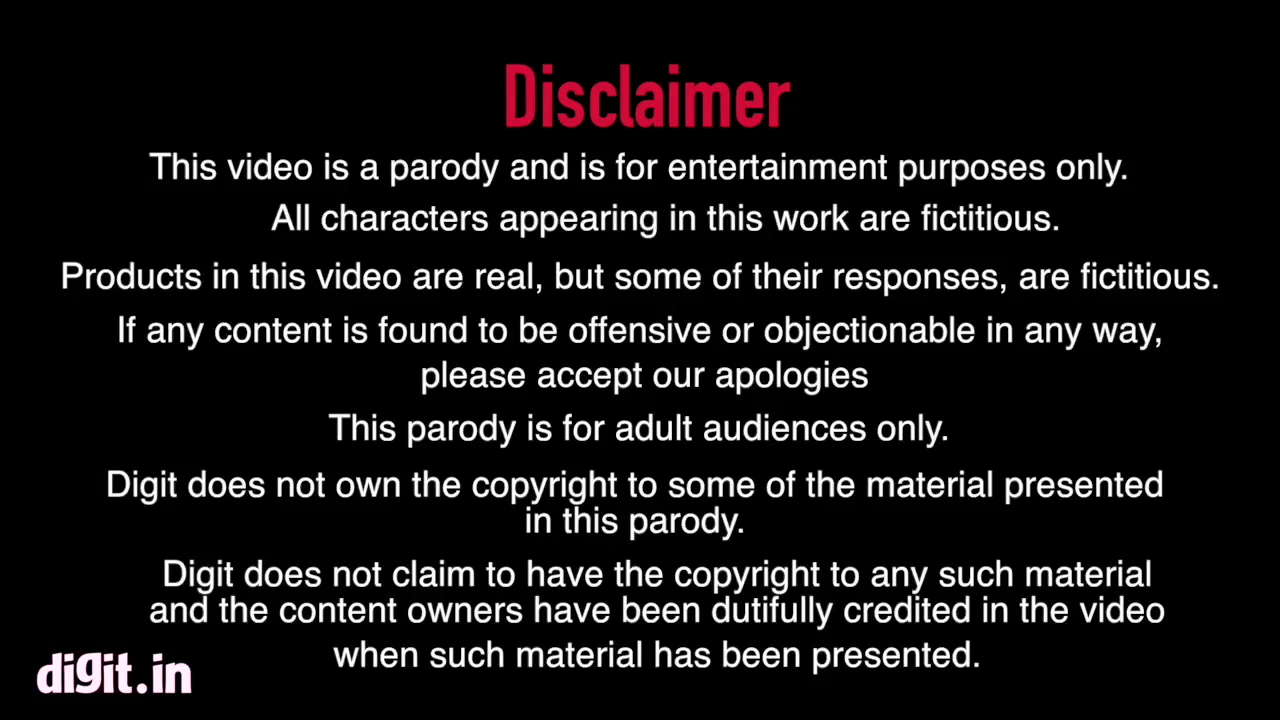 Disclaimer
This video is a parody and is for entertainment purposes only.
All characters appearing in this work are fictitious.
Products in this video are real, but some of their responses, are fictitious.
If any content is found to be offensive or objectionable in any way,
please accept our apologies
This parody is for adult audiences only.
Digit does not own the copyright to some of the material presented
in this parody.
Digit does not claim to have the copyright to any such material
and the content owners have been dutifully credited in the video
when such material has been presented.
digit.in